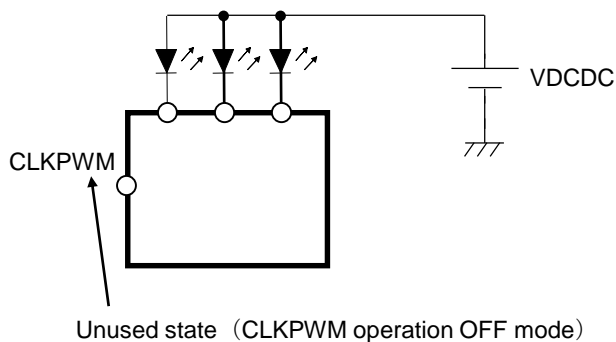 VDCDC
CLKPWM
Unused state（CLKPWM operation OFF mode）